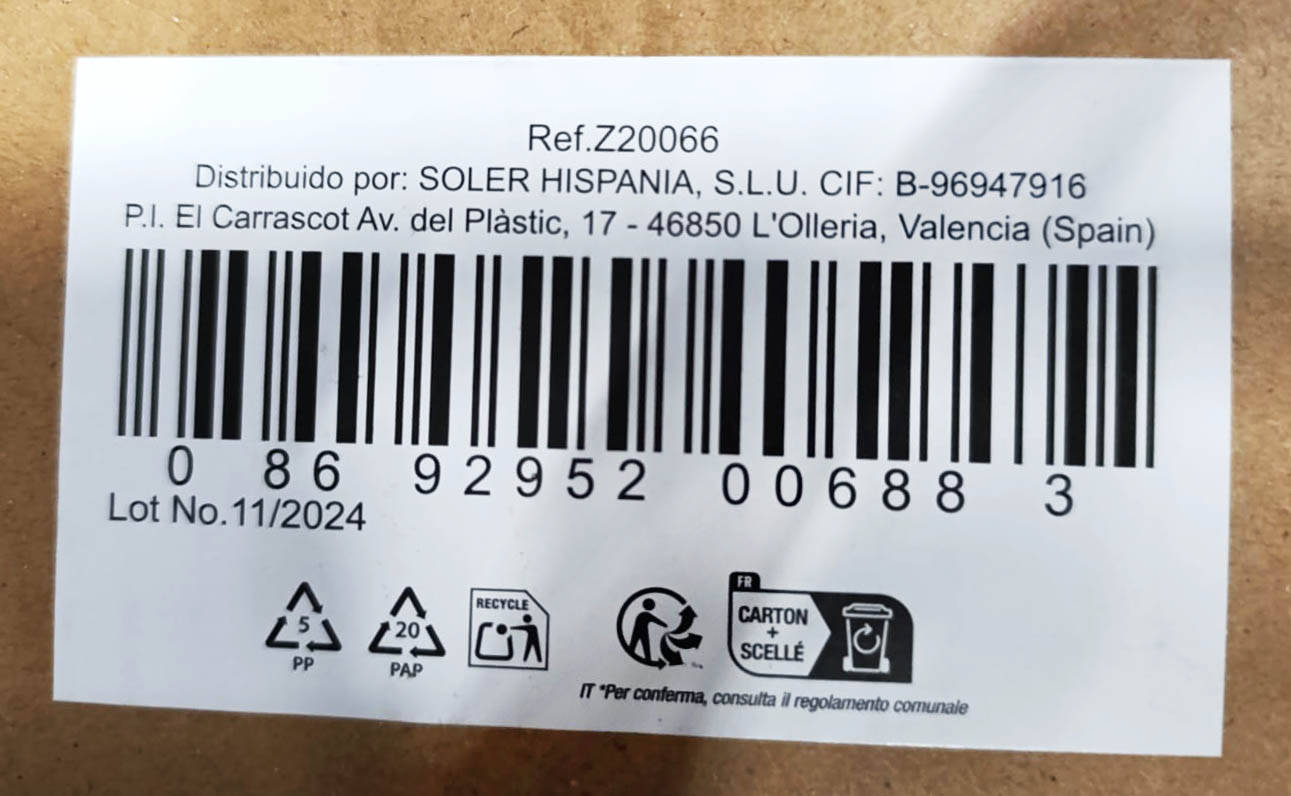 Ref.Z20066
Distribuido por: SOLER HISPANIA, S.L.U. CIF: B-96947916
P.I. El Carrascot Av. del Plàstic, 17 - 46850 L'Olleria, Valencia (Spain)
0 86 92952 00688 3
Lot No.11/2024
5
PP
20
PAP
RECYCLE
FR
CARTON
+
SCELLÉ
IT *Per conferma, consulta il regolamento comunale